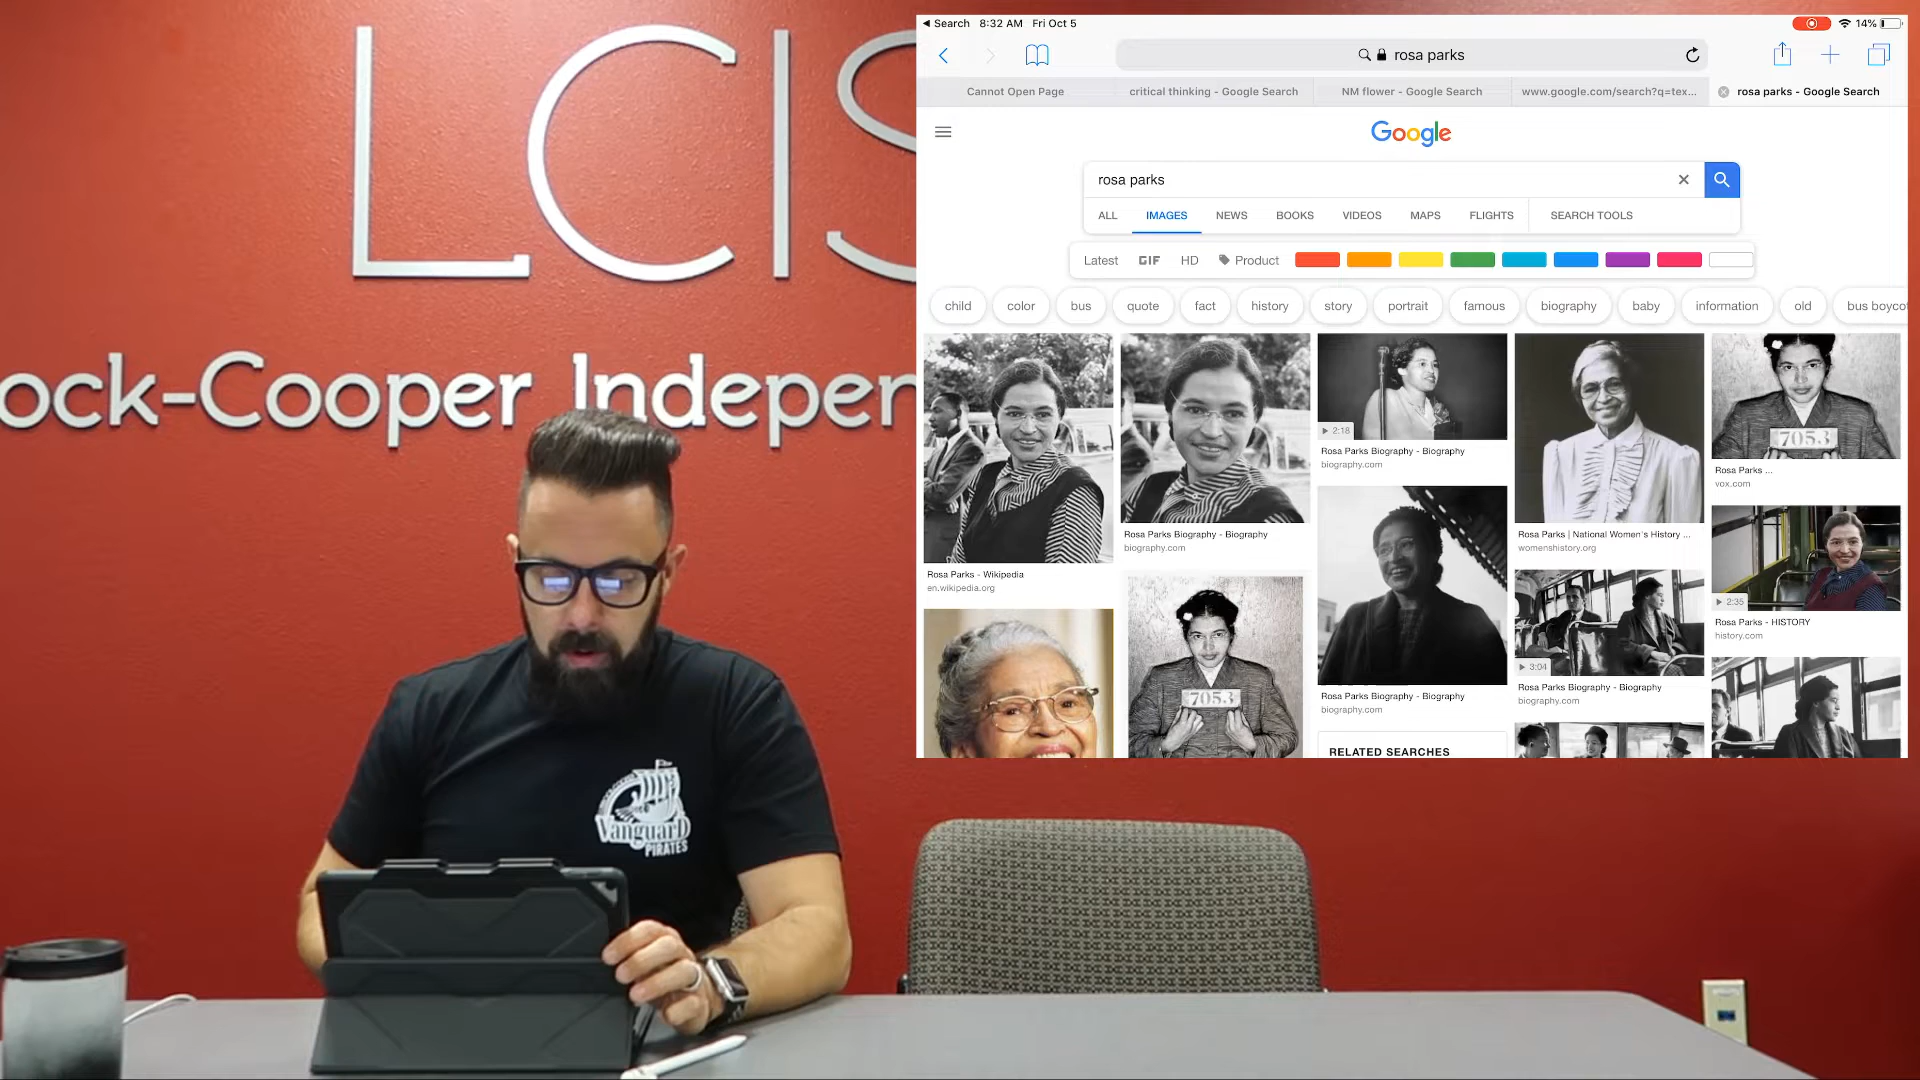 LCIS
ock-Cooper Indepen
Vanguard
PIRATES
Search 8:32 AM Fri Oct 5
14%
rosa parks
Cannot Open Page
critical thinking - Google Search
NM flower - Google Search
www.google.com/search?q=tex...
rosa parks - Google Search
Google
rosa parks
ALL IMAGES NEWS BOOKS VIDEOS MAPS FLIGHTS SEARCH TOOLS
Latest GIF HD Product
child color bus quote fact history story portrait famous biography baby information old bus boycot
Rosa Parks - Wikipedia
en.wikipedia.org
Rosa Parks Biography - Biography
biography.com
7053
2:18
Rosa Parks Biography - Biography
biography.com
Rosa Parks Biography - Biography
biography.com
RELATED SEARCHES
Rosa Parks | National Women's History ...
womenshistory.org
3:04
Rosa Parks Biography - Biography
biography.com
7053
Rosa Parks ...
vox.com
2:35
Rosa Parks - HISTORY
history.com